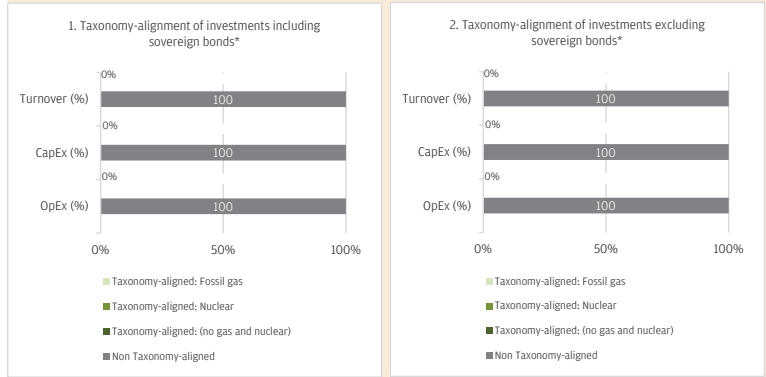 1. Taxonomy-alignment of investments including
sovereign bonds*
0%
Turnover (%)
100
0%
CapEx (%)
100
0%
OpEx (%)
100
0%
50%
100%
Taxonomy-aligned: Fossil gas
Taxonomy-aligned: Nuclear
Taxonomy-aligned: (no gas and nuclear)
Non Taxonomy-aligned
2. Taxonomy-alignment of investments excluding
sovereign bonds*
0%
Turnover (%)
100
0%
CapEx (%)
100
0%
OpEx (%)
100
0%
50%
100%
Taxonomy-aligned: Fossil gas
Taxonomy-aligned: Nuclear
Taxonomy-aligned: (no gas and nuclear)
Non Taxonomy-aligned